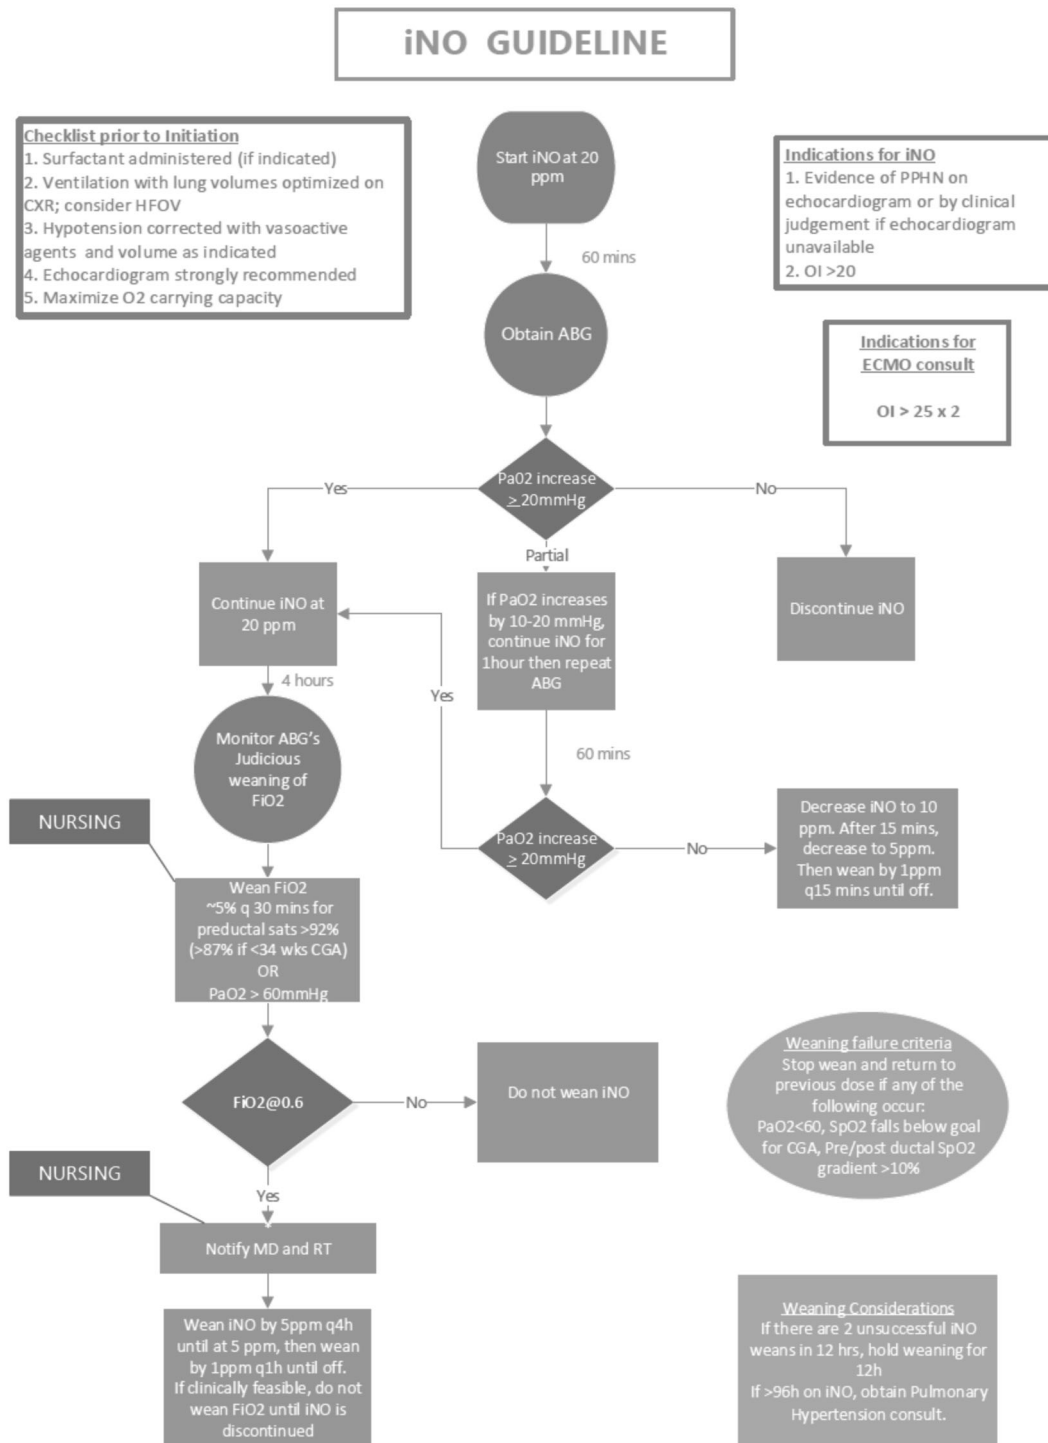 iNO GUIDELINE
Checklist prior to Initiation
1. Surfactant administered (if indicated)
2. Ventilation with lung volumes optimized on
CXR; consider HFOV
3. Hypotension corrected with vasoactive
agents and volume as indicated
4. Echocardiogram strongly recommended
5. Maximize O2 carrying capacity
Start iNO at 20
ppm
Indications for iNO
1. Evidence of PPHN on
echocardiogram or by clinical
judgement if echocardiogram
unavailable
2. OI >20
60 mins
Obtain ABG
Indications for
ECMO consult
OI > 25 x 2
Pa02 increase
≥ 20mmHg
Yes
No
Partial
Continue iNO at
20 ppm
If PaO2 increases
by 10-20 mmHg,
continue iNO for
1hour then repeat
ABG
Discontinue iNO
4 hours
Yes
Monitor ABG's
Judicious
weaning of
FiO2
60 mins
NURSING
PaO2 increase
≥ 20mmHg
No
Decrease iNO to 10
ppm. After 15 mins,
decrease to 5ppm.
Then wean by 1ppm
q15 mins until off.
Wean FiO2
~5% q 30 mins for
preductal sats >92%
(>87% if <34 wks CGA)
OR
PaO2 > 60mmHg
FiO2@0.6
No
Do not wean iNO
Weaning failure criteria
Stop wean and return to
previous dose if any of the
following occur:
PaO2<60, SpO2 falls below goal
for CGA, Pre/post ductal SpO2
gradient >10%
NURSING
Yes
Notify MD and RT
Wean iNO by 5ppm q4h
until at 5 ppm, then wean
by 1ppm q1h until off.
If clinically feasible, do not
wean FiO2 until iNO is
discontinued
Weaning Considerations
If there are 2 unsuccessful iNO
weans in 12 hrs, hold weaning for
12h
If >96h on iNO, obtain Pulmonary
Hypertension consult.